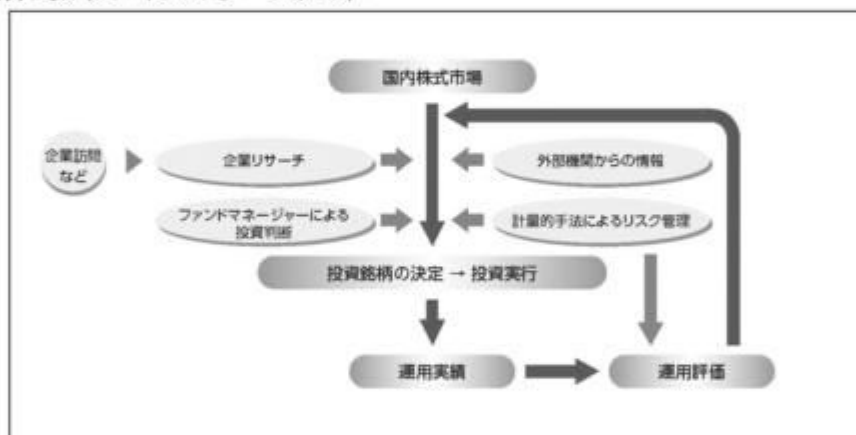 国内株式市場
企業訪問
など
企業リサーチ
外部機関からの情報
ファンドマネージャーによる
投資判断
計量的手法によるリスク管理
投資銘柄の決定 → 投資実行
運用実績
運用評価